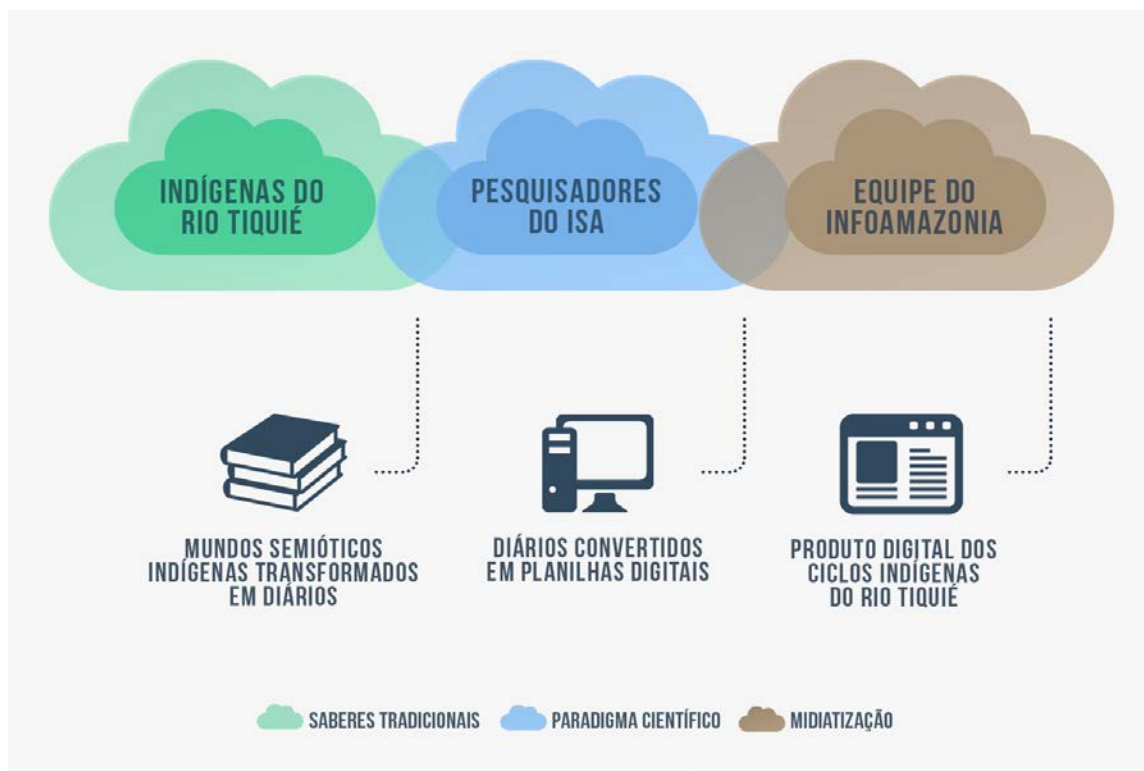 INDÍGENAS DO
RIO TIQUIÉ
PESQUISADORES
DO ISA
EQUIPE DO
INFOAMAZONIA
MUNDOS SEMIÓTICOS
INDÍGENAS TRANSFORMADOS
EM DIÁRIOS
DIÁRIOS CONVERTIDOS
EM PLANILHAS DIGITAIS
PRODUTO DIGITAL DOS
CICLOS INDÍGENAS
DO RIO TIQUIÉ
SABERES TRADICIONAIS
PARADIGMA CIENTÍFICO
MIDIATIZAÇÃO